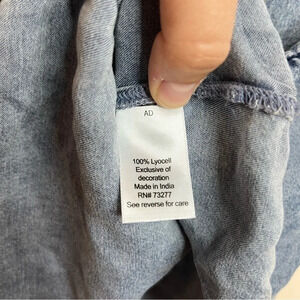 AD
100% Lyocell
Exclusive of
decoration
Made in India
RN# 73277
See reverse for care